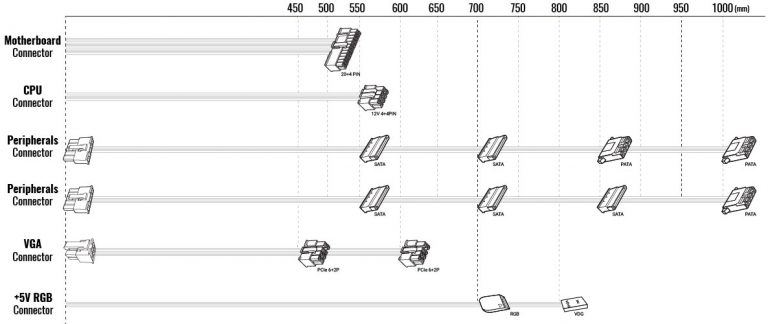 450 500 550 600 650 700 750 800 850 900 950 1000 (mm)
Motherboard
Connector
20+4 PIN
CPU
Connector
12V 4+4PIN
Peripherals
Connector
SATA SATA PATA PATA
Peripherals
Connector
SATA SATA SATA PATA
VGA
Connector
PCIe 6+2P PCIe 6+2P
+5V RGB
Connector
RGB VDG